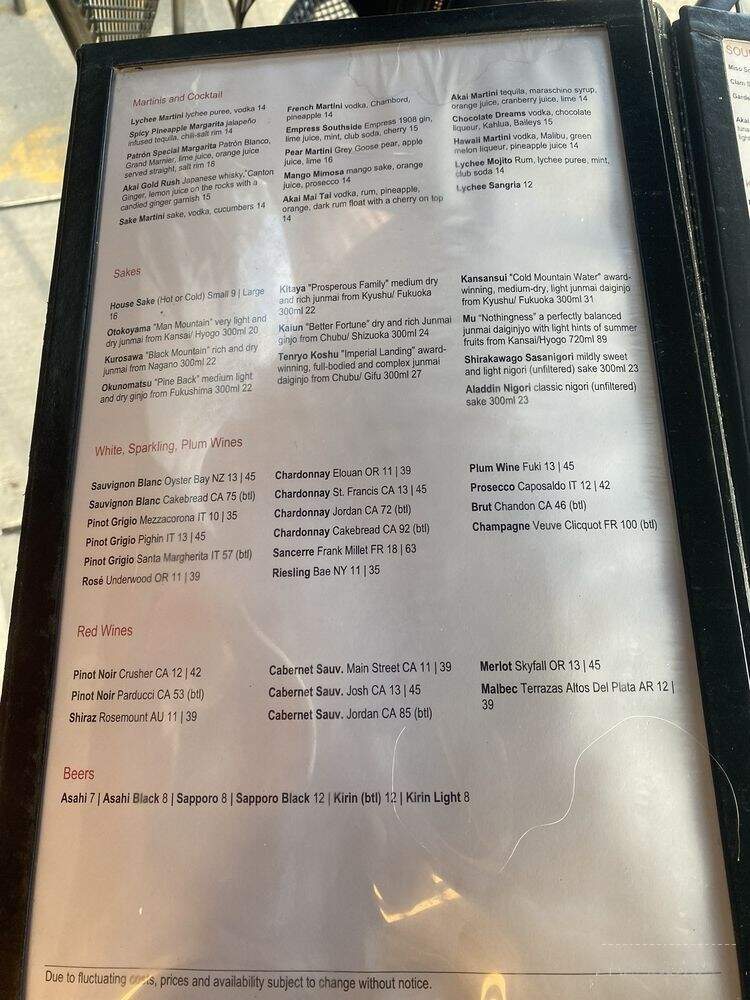 Martinis and Cocktail
Lychee Martini lychee puree, vodka 14
Spicy Pineapple Margarita jalapeño
infused tequila, chili-salt rim 14
Patrón Special Margarita Patrón Blanco,
Grand Marnier, lime juice, orange juice
served straight, salt rim 18
Akai Gold Rush Japanese whisky, Canton
Ginger, lemon juice on the rocks with a
candied ginger garnish 15
Sake Martini sake, vodka, cucumbers 14
French Martini vodka, Chambord,
pineapple 14
Empress Southside Empress 1908 gin,
lime juice, mint, club soda, cherry 15
Pear Martini Grey Goose pear, apple
juice, lime 16
Mango Mimosa mango sake, orange
juice, prosecco 14
Akai Mai Tai vodka, rum, pineapple,
orange, dark rum float with a cherry on top
14
Akai Martini tequila, maraschino syrup,
orange juice, cranberry juice, lime 14
Chocolate Dreams vodka, chocolate
liqueur, Kahlua, Baileys 15
Hawaii Martini vodka, Malibu, green
melon liqueur, pineapple juice 14
Lychee Mojito Rum, lychee puree, mint,
club soda 14
Lychee Sangria 12
Sakes
House Sake (Hot or Cold) Small 9 | Large
16
Otokoyama "Man Mountain" very light and
dry junmai from Kansai/ Hyogo 300ml 20
Kurosawa "Black Mountain" rich and dry
junmai from Nagano 300ml 22
Okunomatsu "Pine Back" medium light
and dry ginjo from Fukushima 300ml 22
Kitaya "Prosperous Family" medium dry
and rich junmai from Kyushu/ Fukuoka
300ml 22
Kaiun "Better Fortune" dry and rich Junmai
ginjo from Chubu/ Shizuoka 300ml 24
Tenryo Koshu "Imperial Landing" award-
winning, full-bodied and complex junmai
daiginjo from Chubu/ Gifu 300ml 27
Kansansui "Cold Mountain Water" award-
winning, medium-dry, light junmai daiginjo
from Kyushu/ Fukuoka 300ml 31
Mu "Nothingness" a perfectly balanced
junmai daiginjyo with light hints of summer
fruits from Kansai/Hyogo 720ml 89
Shirakawago Sasanigori mildly sweet
and light nigori (unfiltered) sake 300ml 23
Aladdin Nigori classic nigori (unfiltered)
sake 300ml 23
White, Sparkling, Plum Wines
Sauvignon Blanc Oyster Bay NZ 13 | 45
Sauvignon Blanc Cakebread CA 75 (btl)
Pinot Grigio Mezzacorona IT 10 | 35
Pinot Grigio Pighin IT 13 | 45
Pinot Grigio Santa Margherita IT 57 (btl)
Rosé Underwood OR 11 | 39
Chardonnay Elouan OR 11 | 39
Chardonnay St. Francis CA 13 | 45
Chardonnay Jordan CA 72 (btl)
Chardonnay Cakebread CA 92 (btl)
Sancerre Frank Millet FR 18 | 63
Riesling Bae NY 11 | 35
Plum Wine Fuki 13 | 45
Prosecco Caposaldo IT 12 | 42
Brut Chandon CA 46 (btl)
Champagne Veuve Clicquot FR 100 (btl)
Red Wines
Pinot Noir Crusher CA 12 | 42
Pinot Noir Parducci CA 53 (btl)
Shiraz Rosemount AU 11 | 39
Cabernet Sauv. Main Street CA 11 | 39
Cabernet Sauv. Josh CA 13 | 45
Cabernet Sauv. Jordan CA 85 (btl)
Merlot Skyfall OR 13 | 45
Malbec Terrazas Altos Del Plata AR 12 |
39
Beers
Asahi 7 | Asahi Black 8 | Sapporo 8 | Sapporo Black 12 | Kirin (btl) 12 | Kirin Light 8
Due to fluctuating costs, prices and availability subject to change without notice.
SOU
Miso So
Clam S
Garde
Akai
tuna